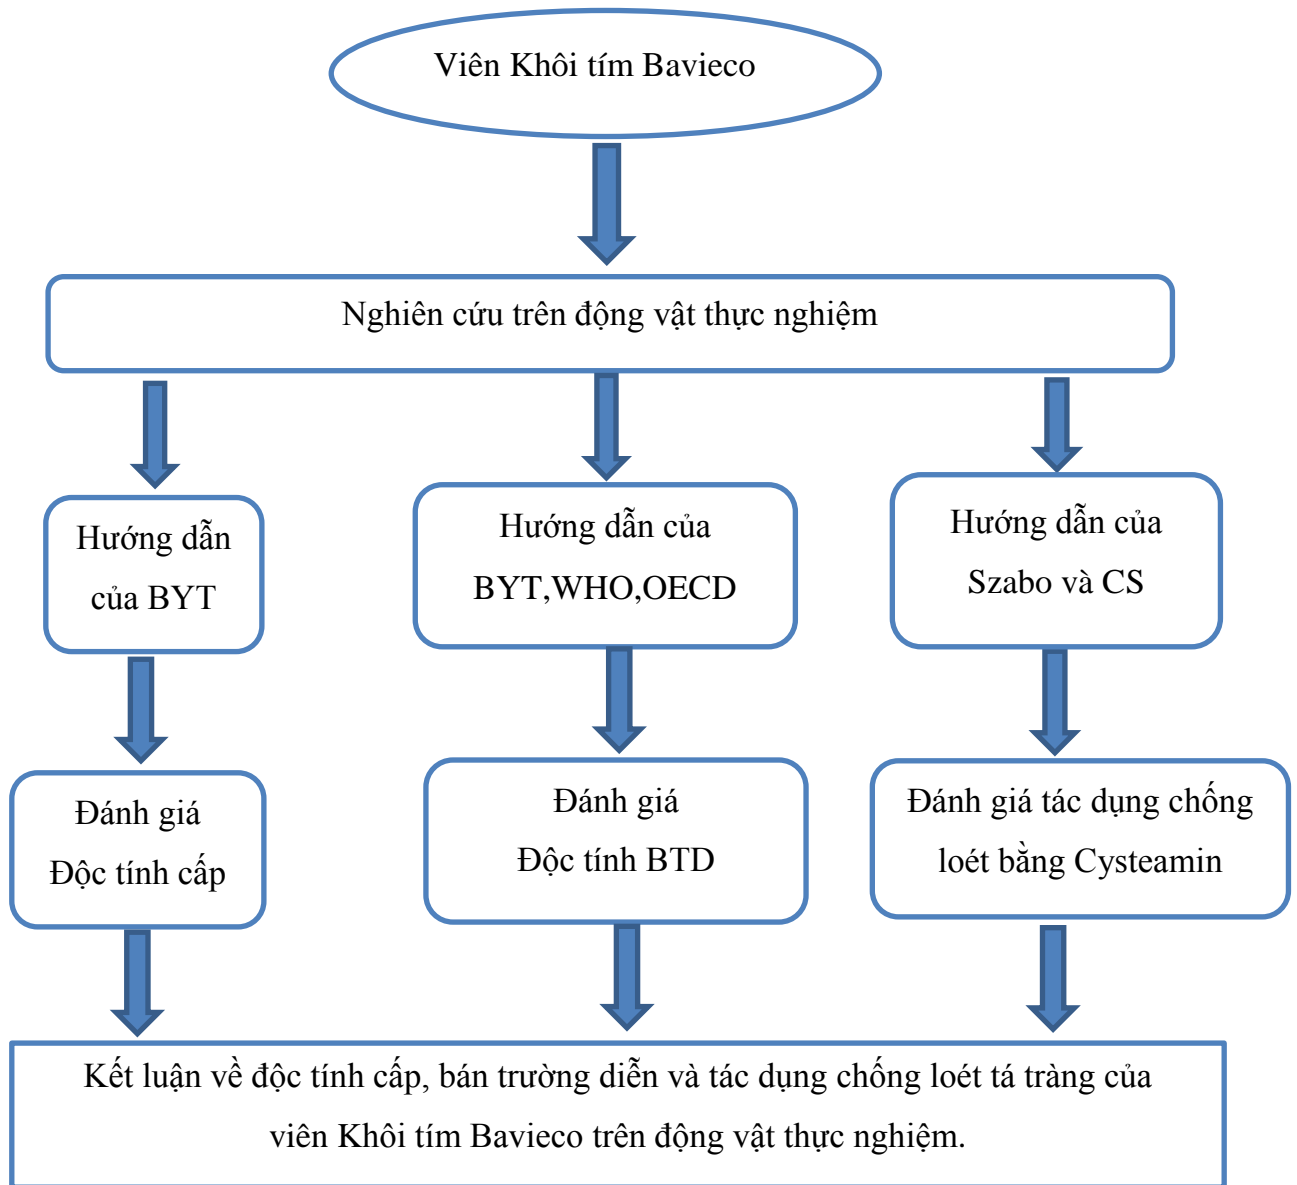 Viên Khôi tím Bavieco
Nghiên cứu trên động vật thực nghiệm
Hướng dẫn
của BYT
Hướng dẫn của
BYT,WHO,OECD
Hướng dẫn của
Szabo và CS
Đánh giá
Độc tính cấp
Đánh giá
Độc tính BTD
Đánh giá tác dụng chống
loét bằng Cysteamin
Kết luận về độc tính cấp, bán trường diễn và tác dụng chống loét tá tràng của
viên Khôi tím Bavieco trên động vật thực nghiệm.